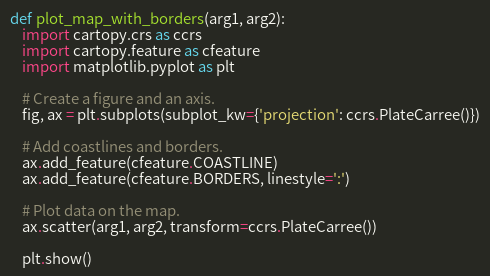 def plot_map_with_borders(arg1, arg2):
    import cartopy.crs as ccrs
    import cartopy.feature as cfeature
    import matplotlib.pyplot as plt

    # Create a figure and an axis.
    fig, ax = plt.subplots(subplot_kw={'projection': ccrs.PlateCarree()})

    # Add coastlines and borders.
    ax.add_feature(cfeature.COASTLINE)
    ax.add_feature(cfeature.BORDERS, linestyle=':')

    # Plot data on the map.
    ax.scatter(arg1, arg2, transform=ccrs.PlateCarree())

    plt.show()